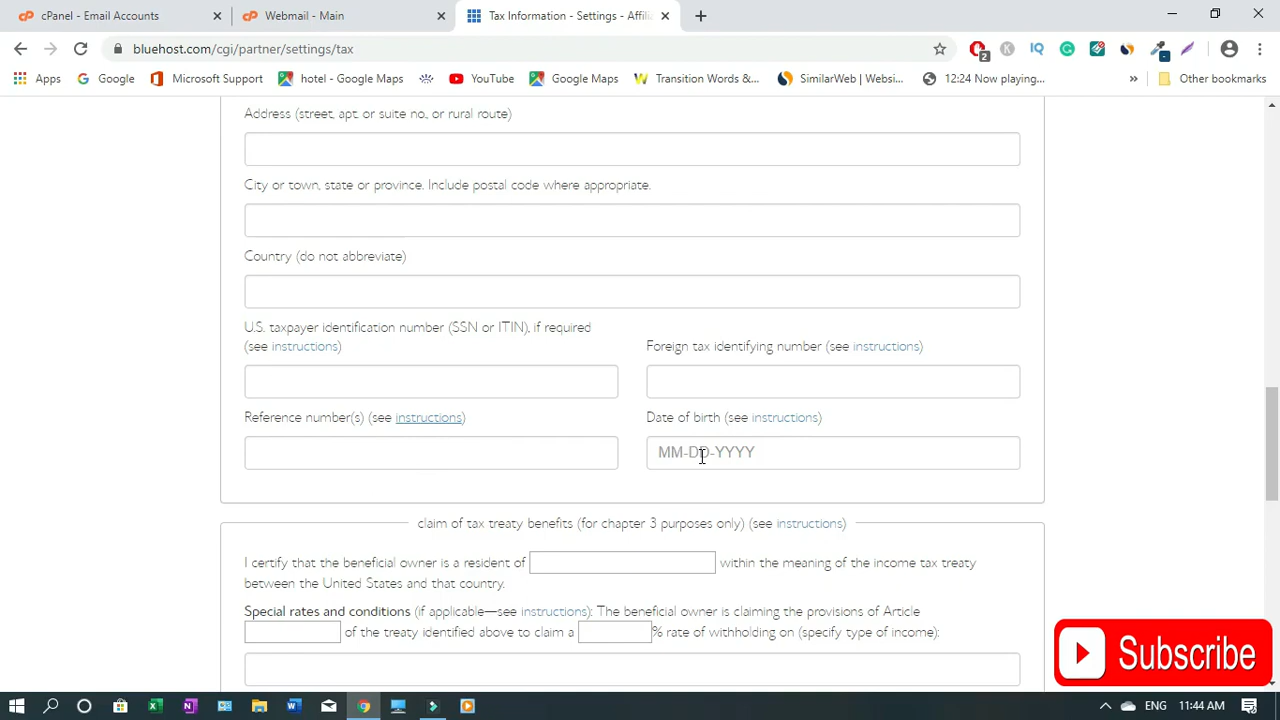 cPanel - Email Accounts
Webmail - Main
Tax Information - Settings - Affilia
bluehost.com/cgi/partner/settings/tax
2
Apps
Google
Microsoft Support
hotel - Google Maps
YouTube
Google Maps
Transition Words &...
SimilarWeb | Websi...
12:24 Now playing...
Other bookmarks
Address (street, apt. or suite no., or rural route)
City or town, state or province. Include postal code where appropriate.
Country (do not abbreviate)
U.S. taxpayer identification number (SSN or ITIN), if required
(see instructions)
Foreign tax identifying number (see instructions)
Reference number(s) (see instructions)
Date of birth (see instructions)
MM-DD-YYYY
claim of tax treaty benefits (for chapter 3 purposes only) (see instructions)
I certify that the beneficial owner is a resident of within the meaning of the income tax treaty
between the United States and that country.
Special rates and conditions (if applicable—see instructions): The beneficial owner is claiming the provisions of Article
of the treaty identified above to claim a % rate of withholding on (specify type of income):
Subscribe
ENG
11:44 AM